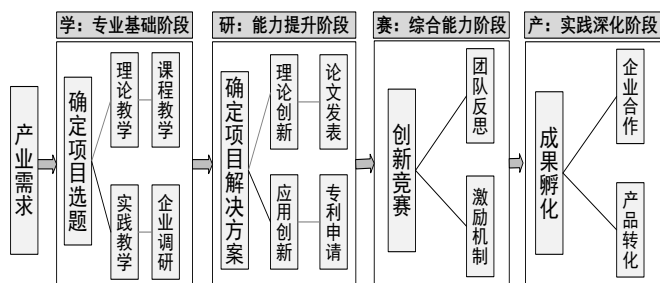 学：专业基础阶段
研：能力提升阶段
赛：综合能力阶段
产：实践深化阶段
产业需求
确定项目选题
理论教学
课程教学
实践教学
企业调研
确定项目解决方案
理论创新
论文发表
应用创新
专利申请
创新竞赛
团队反思
激励机制
成果孵化
企业合作
产品转化